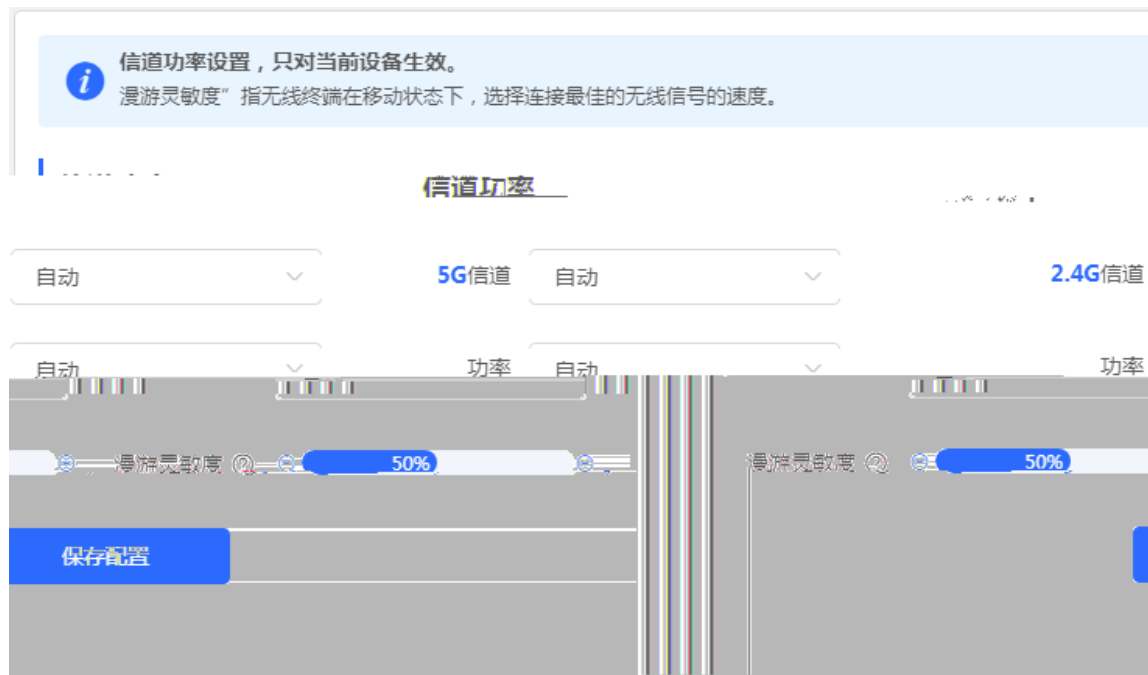 信道功率设置，只对当前设备生效。
漫游灵敏度”指无线终端在移动状态下，选择连接最佳的无线信号的速度。
信道功率
自动 5G信道 自动 2.4G信道
自动 功率 自动 功率
漫游灵敏度 50% 漫游灵敏度 50%
保存配置